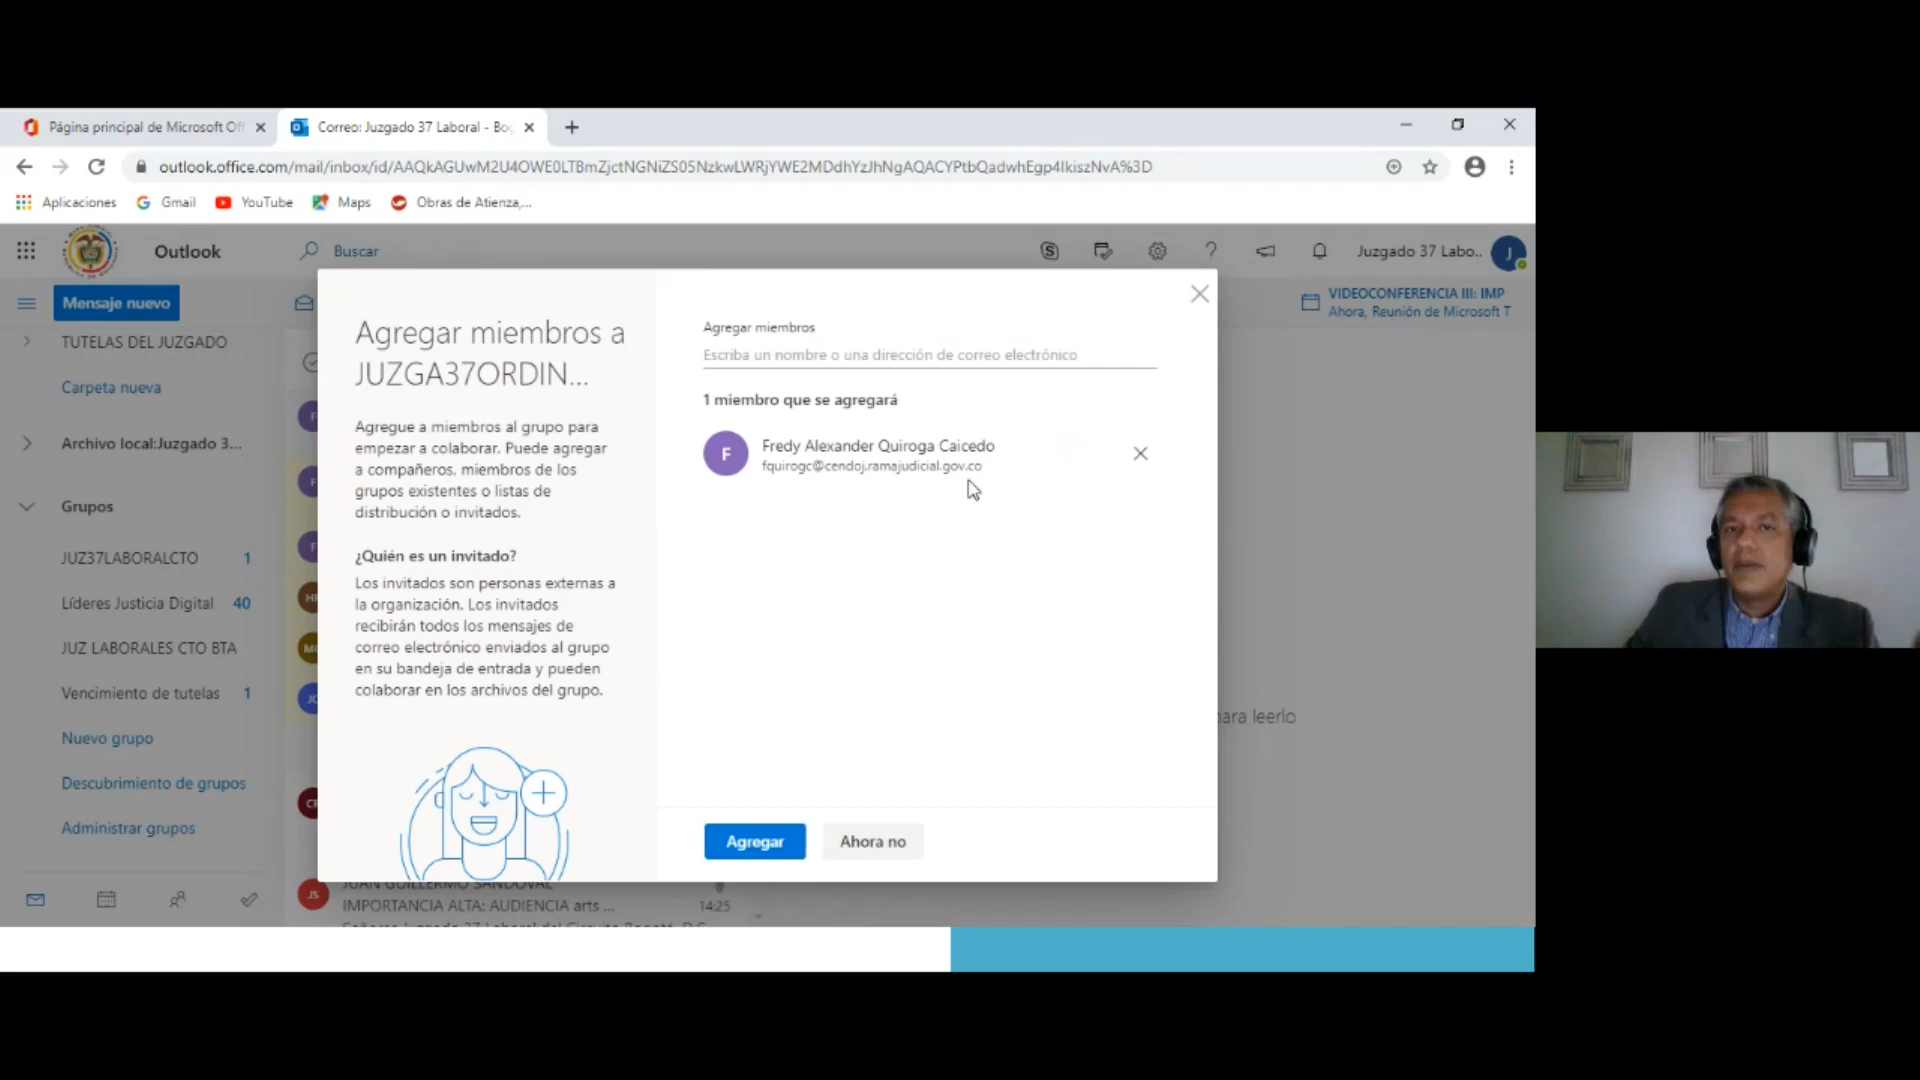 Página principal de Microsoft Of
Correo: Juzgado 37 Laboral - Bo
outlook.office.com/mail/inbox/id/AAQkAGUwM2U4OWE0LTBmZjctNGNiZS05NzkwLWRjYWE2MDdhYzJhNgAQACYPtbQadwhEgp4IkiszNvA%3D
Aplicaciones
Gmail
YouTube
Maps
Obras de Atienza,...
Outlook
Buscar
Juzgado 37 Labo..
J
Mensaje nuevo
VIDEOCONFERENCIA III: IMP
Ahora, Reunión de Microsoft T
TUTELAS DEL JUZGADO
Carpeta nueva
Archivo local:Juzgado 3...
Grupos
JUZ37LABORALCTO 1
Líderes Justicia Digital 40
JUZ LABORALES CTO BTA
Vencimiento de tutelas 1
Nuevo grupo
Descubrimiento de grupos
Administrar grupos
Agregar miembros a
JUZGA37ORDIN...
Agregue a miembros al grupo para
empezar a colaborar. Puede agregar
a compañeros, miembros de los
grupos existentes o listas de
distribución o invitados.
¿Quién es un invitado?
Los invitados son personas externas a
la organización. Los invitados
recibirán todos los mensajes de
correo electrónico enviados al grupo
en su bandeja de entrada y pueden
colaborar en los archivos del grupo.
Agregar miembros
Escriba un nombre o una dirección de correo electrónico
1 miembro que se agregará
F
Fredy Alexander Quiroga Caicedo
fquirogc@cendoj.ramajudicial.gov.co
Agregar
Ahora no
para leerlo
JS
JUAN GUILLERMO SANDOVAL
IMPORTANCIA ALTA: AUDIENCIA arts ... 14:25